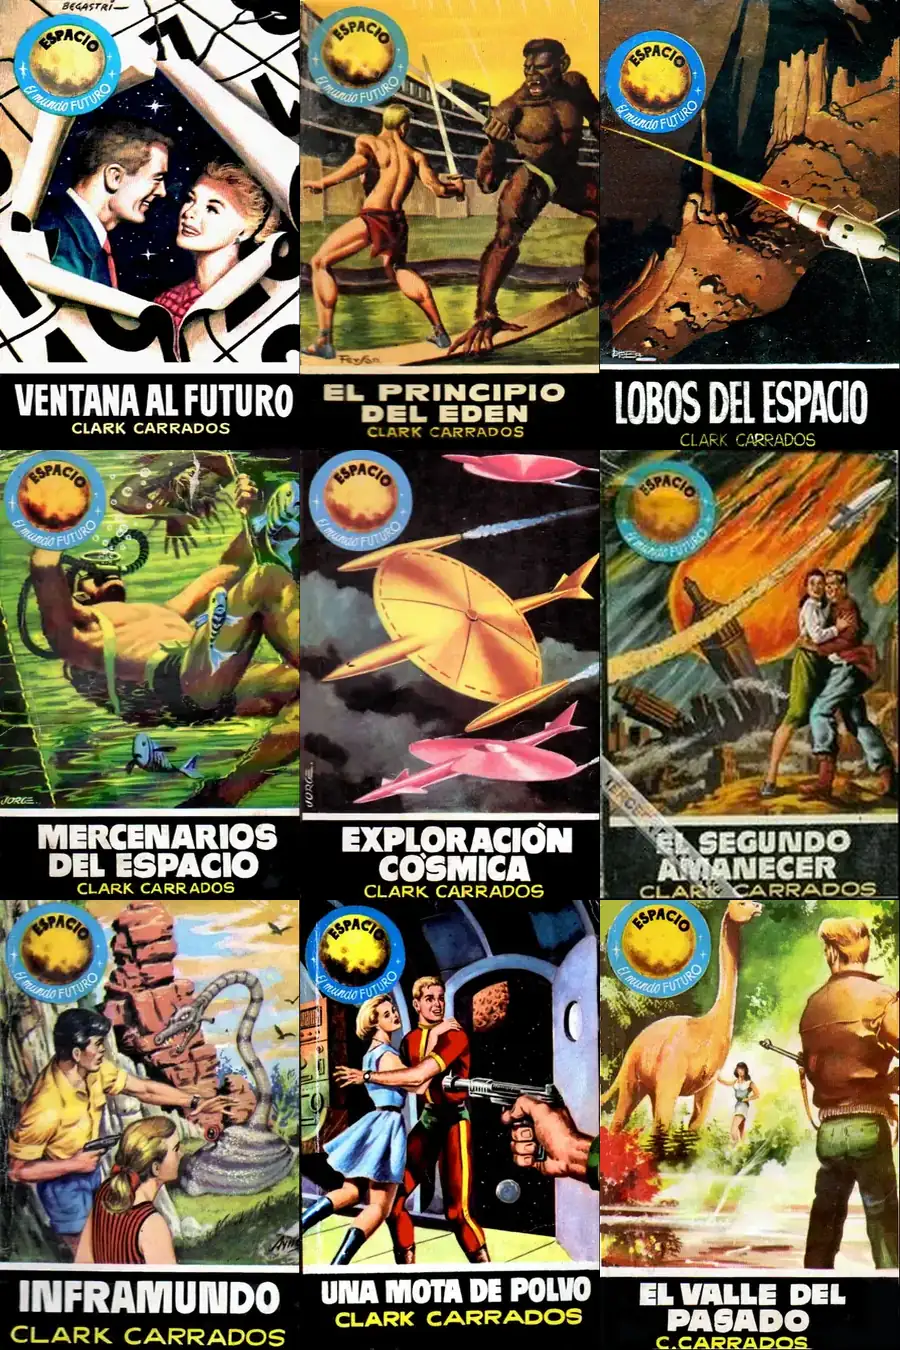 BEGASTRI
ESPACIO
El mundo FUTURO
VENTANA AL FUTURO
CLARK CARRADOS
ESPACIO
El mundo FUTURO
EL PRINCIPIO
DEL EDEN
CLARK CARRADOS
ESPACIO
El mundo FUTURO
LOBOS DEL ESPACIO
CLARK CARRADOS
ESPACIO
El mundo FUTURO
JORGE.
MERCENARIOS
DEL ESPACIO
CLARK CARRADOS
ESPACIO
El mundo FUTURO
JORGE.
EXPLORACIÓN
CÓSMICA
CLARK CARRADOS
ESPACIO
El mundo FUTURO
EL SEGUNDO
AMANECER
CLARK CARRADOS
ESPACIO
El mundo FUTURO
INFRAMUNDO
CLARK CARRADOS
ESPACIO
El mundo FUTURO
UNA MOTA DE POLVO
CLARK CARRADOS
ESPACIO
El mundo FUTURO
EL VALLE DEL
PASADO
C. CARRADOS